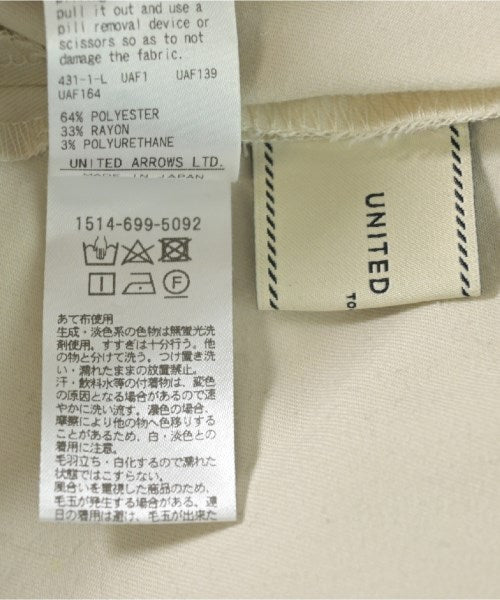 pull it out and use a
pill removal device or
scissors so as to not
damage the fabric.
431-1-L UAF1 UAF139
UAF164
64% POLYESTER
33% RAYON
3% POLYURETHANE
UNITED ARROWS LTD.
MADE IN JAPAN
1514-699-5092
あて布使用
生成・淡色系の色物は無蛍光洗
剤使用。すすぎは十分行う。他
の物と分けて洗う。つけ置き洗
い・濡れたままの放置禁止。
汗・飲料水等の付着物は、変色
の原因となる場合があるので速
やかに洗い流す。濃色の場合、
摩擦により他の物へ色移りする
ことがあるため、白・淡色との
着用に注意。
毛羽立ち・白化するので濡れた
状態ではこすらない。
風合いを重視した商品のため、
毛玉が発生する場合がある。連
日の着用は避け、毛玉が出来た
UNITED
TO